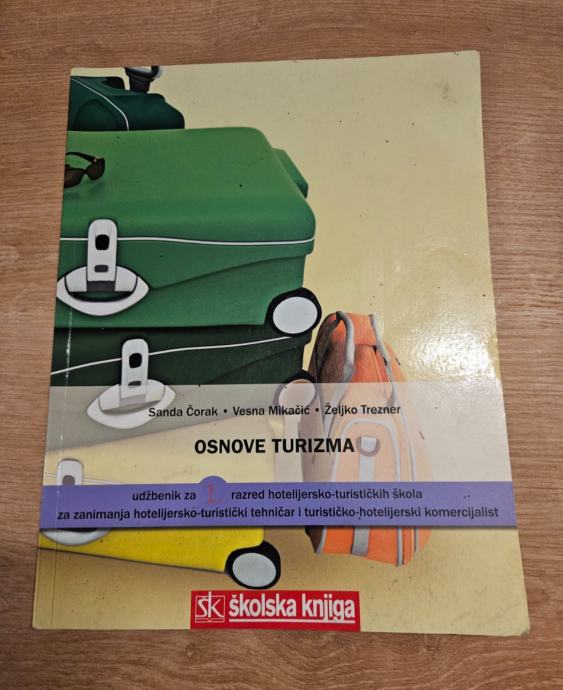 Sanda Čorak • Vesna Mikačić • Željko Trezner
OSNOVE TURIZMA
udžbenik za 1. razred hotelijersko-turističkih škola
za zanimanja hotelijersko-turistički tehničar i turističko-hotelijerski komercijalist
ŠK školska knjiga